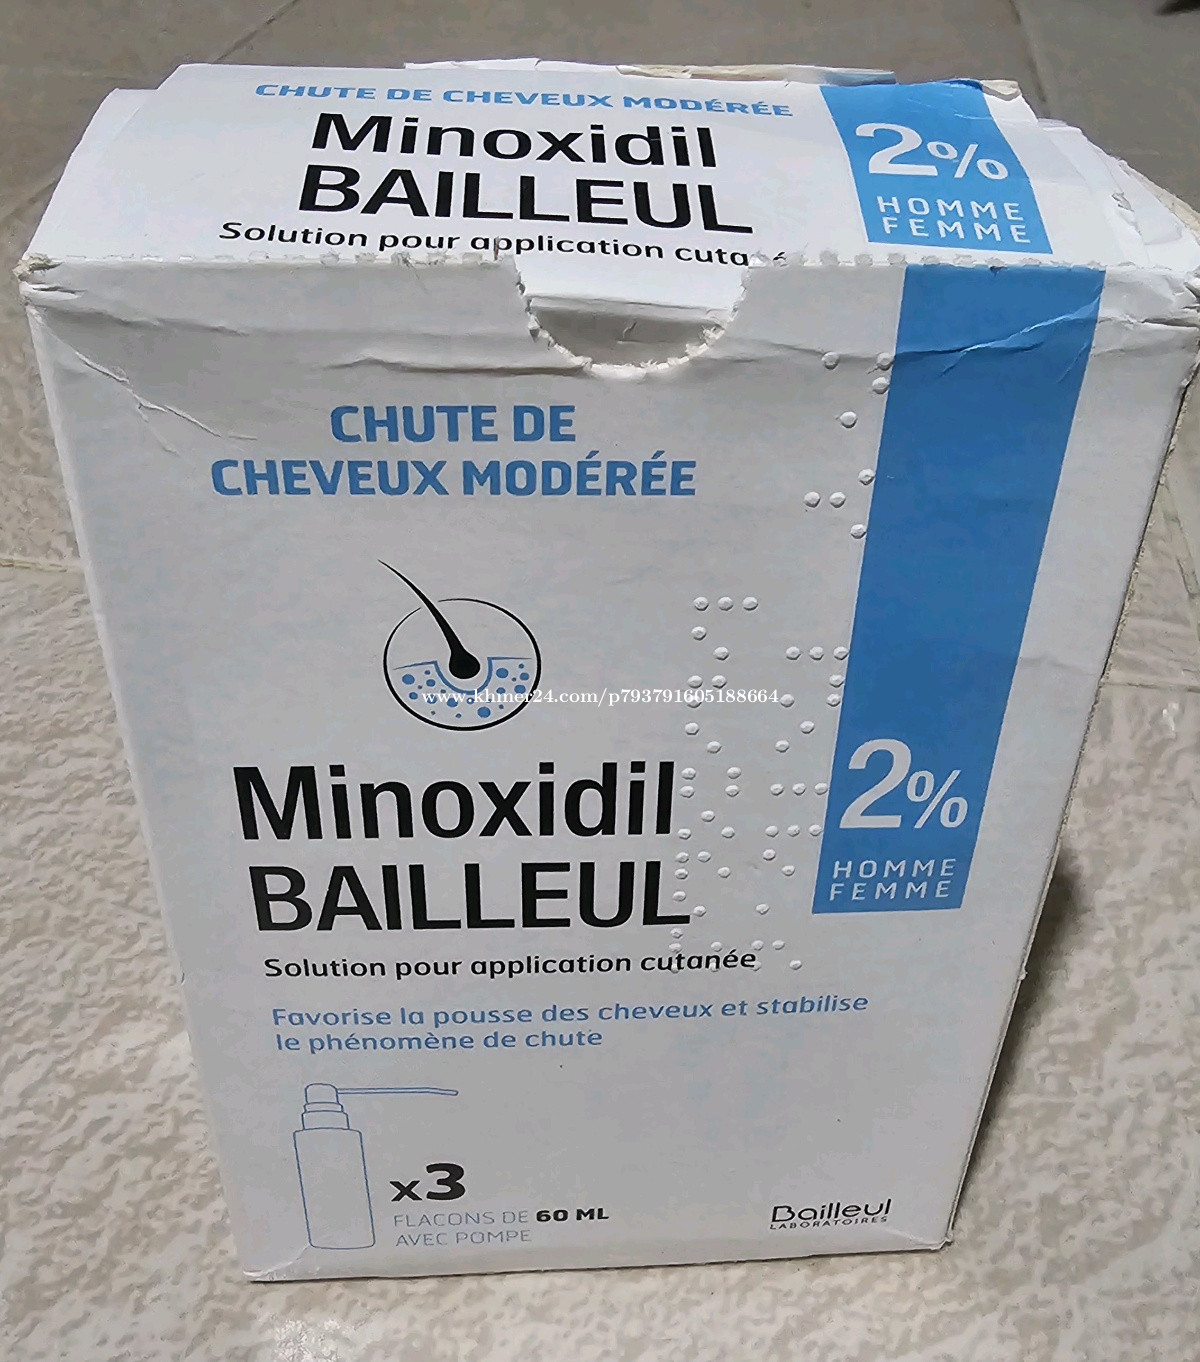 CHUTE DE CHEVEUX MODÉRÉE
Minoxidil
BAILLEUL
Solution pour application
2%
HOMME
FEMME
CHUTE DE
CHEVEUX MODÉRÉE
www.khmer24.com/p793791605188664
Minoxidil
BAILLEUL
2%
HOMME
FEMME
Solution pour application cutanée
Favorise la pousse des cheveux et stabilise
le phénomène de chute
x3
FLACONS DE 60 ML
AVEC POMPE
Bailleul
LABORATOIRES